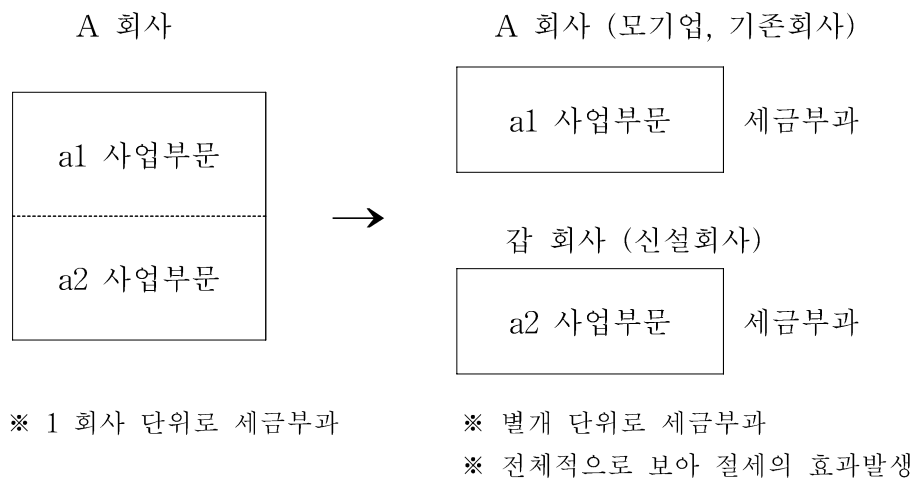 A 회사
a1 사업부문
a2 사업부문
※ 1 회사 단위로 세금부과
→
A 회사 (모기업, 기존회사)
a1 사업부문 세금부과
갑 회사 (신설회사)
a2 사업부문 세금부과
※ 별개 단위로 세금부과
※ 전체적으로 보아 절세의 효과발생